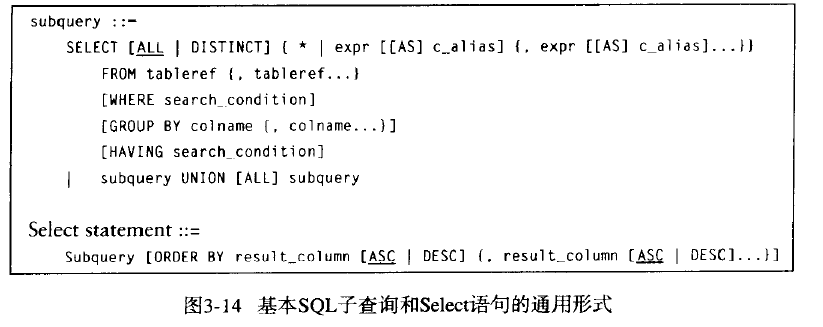 subquery ::=
SELECT [ALL | DISTINCT] { * | expr [[AS] c_alias] {, expr [[AS] c_alias]...}}
FROM tableref {, tableref...}
[WHERE search_condition]
[GROUP BY colname {, colname...}]
[HAVING search_condition]
| subquery UNION [ALL] subquery
Select statement ::=
Subquery [ORDER BY result_column [ASC | DESC] {, result_column [ASC | DESC]...}]
图3-14 基本SQL子查询和Select语句的通用形式